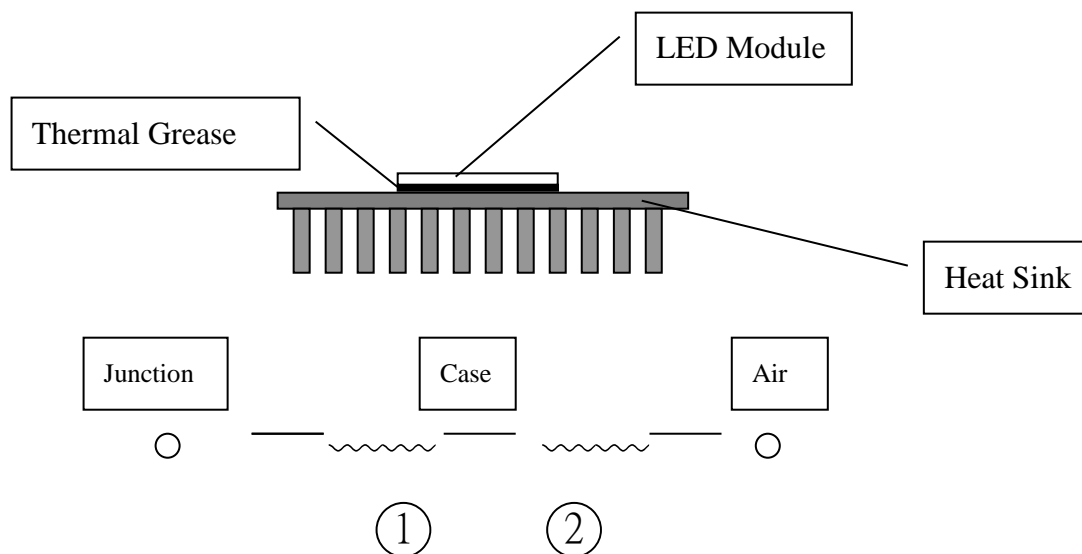 LED Module
Thermal Grease
Heat Sink
Junction
Case
Air
① ②